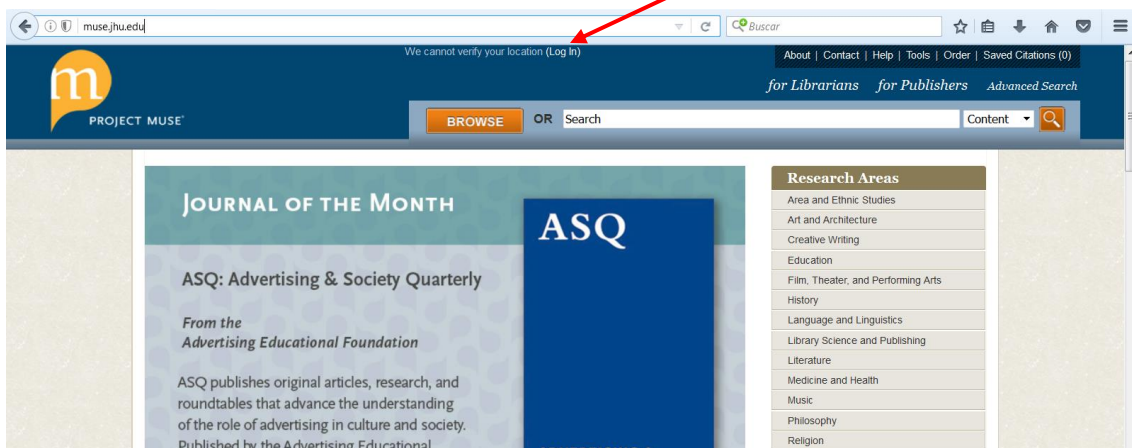 muse.jhu.edu
Buscar
We cannot verify your location (Log In)
About | Contact | Help | Tools | Order | Saved Citations (0)
for Librarians for Publishers Advanced Search
m
PROJECT MUSE®
BROWSE OR Search Content
JOURNAL OF THE MONTH
ASQ: Advertising & Society Quarterly
From the
Advertising Educational Foundation
ASQ publishes original articles, research, and
roundtables that advance the understanding
of the role of advertising in culture and society.
Published by the Advertising Educational
ASQ
Research Areas
Area and Ethnic Studies
Art and Architecture
Creative Writing
Education
Film, Theater, and Performing Arts
History
Language and Linguistics
Library Science and Publishing
Literature
Medicine and Health
Music
Philosophy
Religion